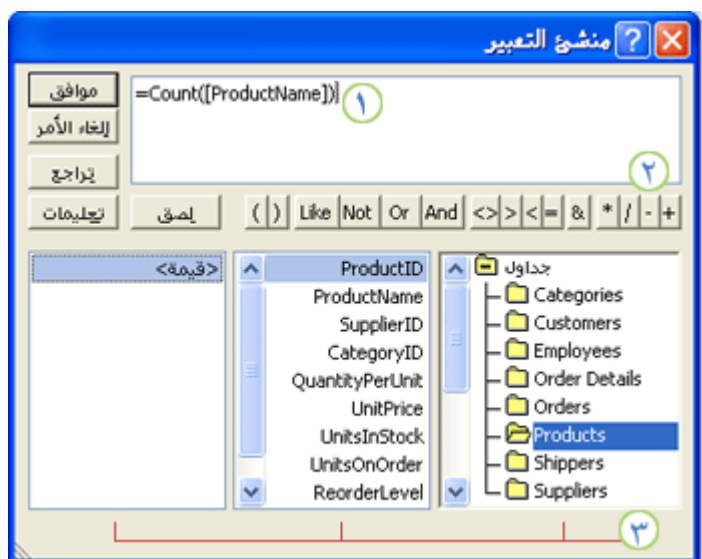 منشئ التعبير
=Count([ProductName])
١
موافق
إلغاء الأمر
تراجع
تعليمات
٢
+ - / * & = < > <> And Or Not Like ) (
لصق
جداول
Categories
Customers
Employees
Order Details
Orders
Products
Shippers
Suppliers
ProductID
ProductName
SupplierID
CategoryID
QuantityPerUnit
UnitPrice
UnitsInStock
UnitsOnOrder
ReorderLevel
<قيمة>
٣